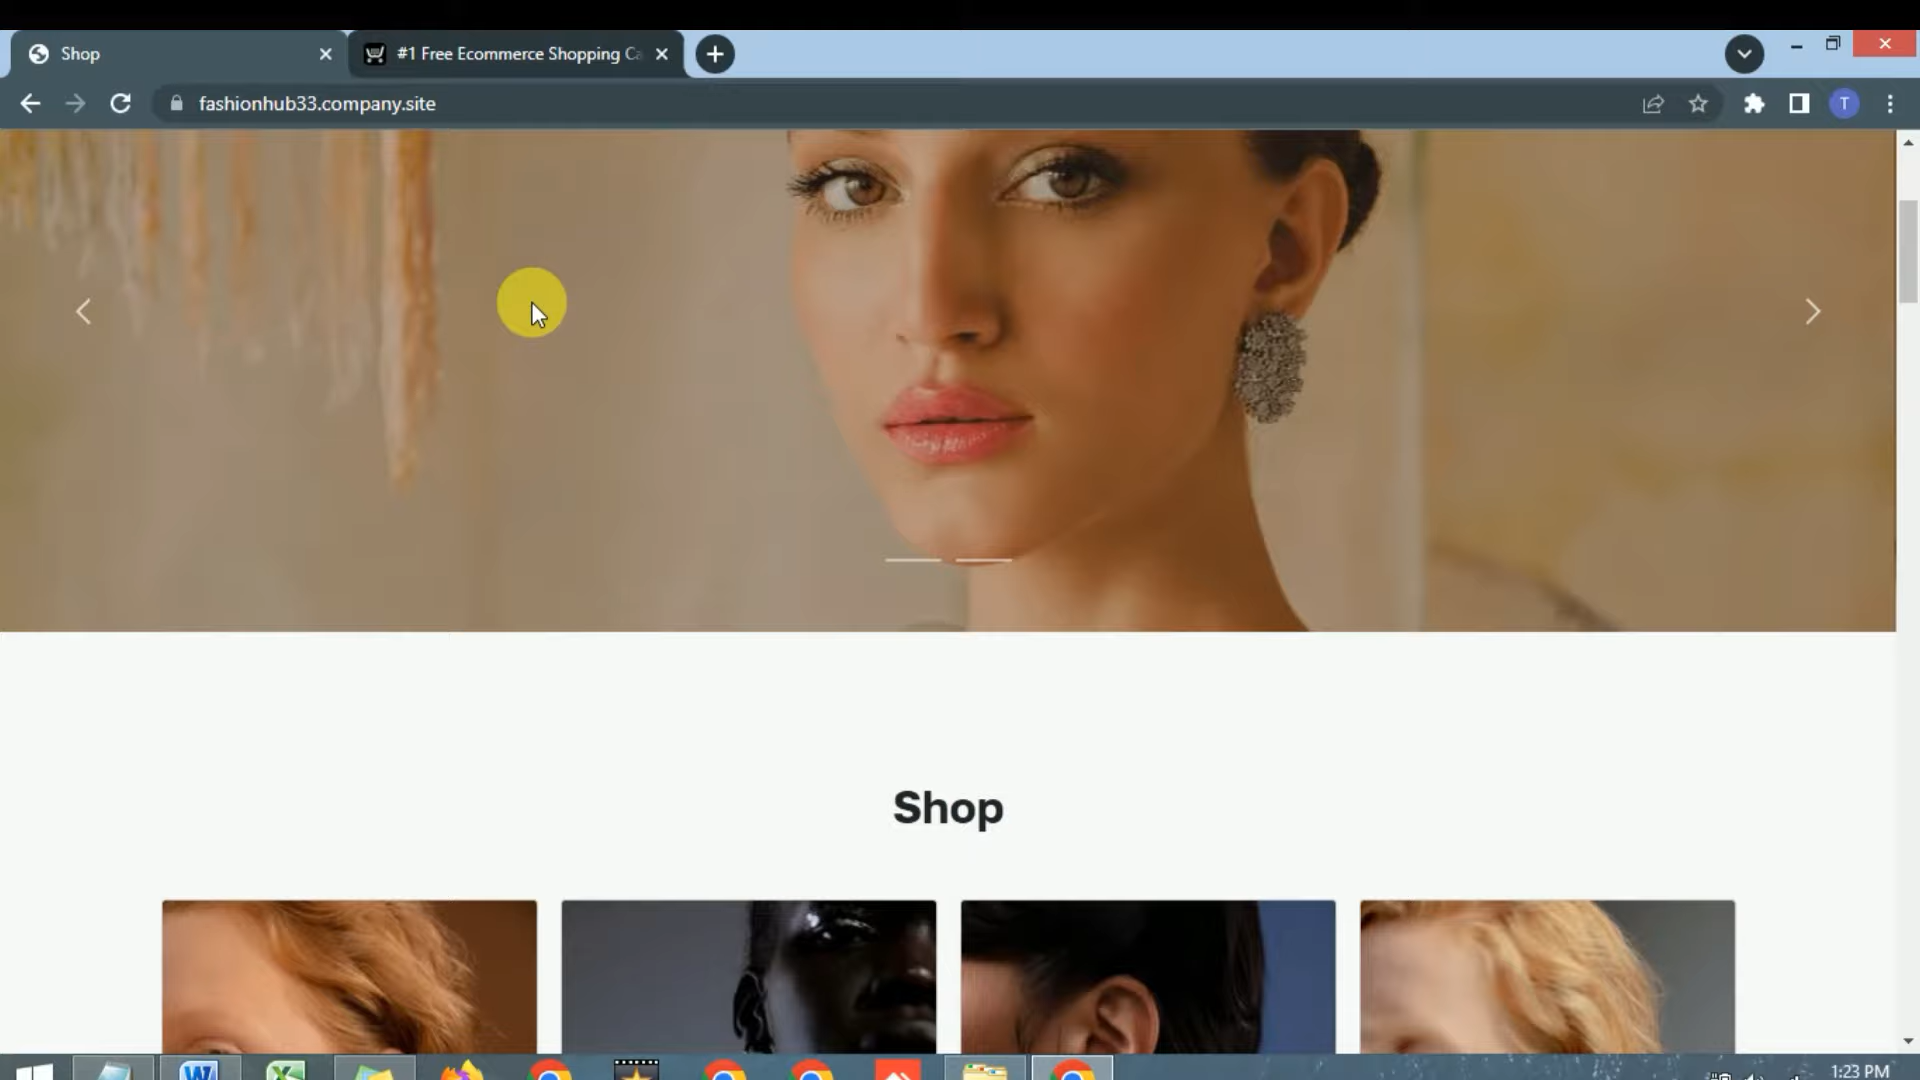 Shop
#1 Free Ecommerce Shopping Ca
T
fashionhub33.company.site
Shop
1:23 PM